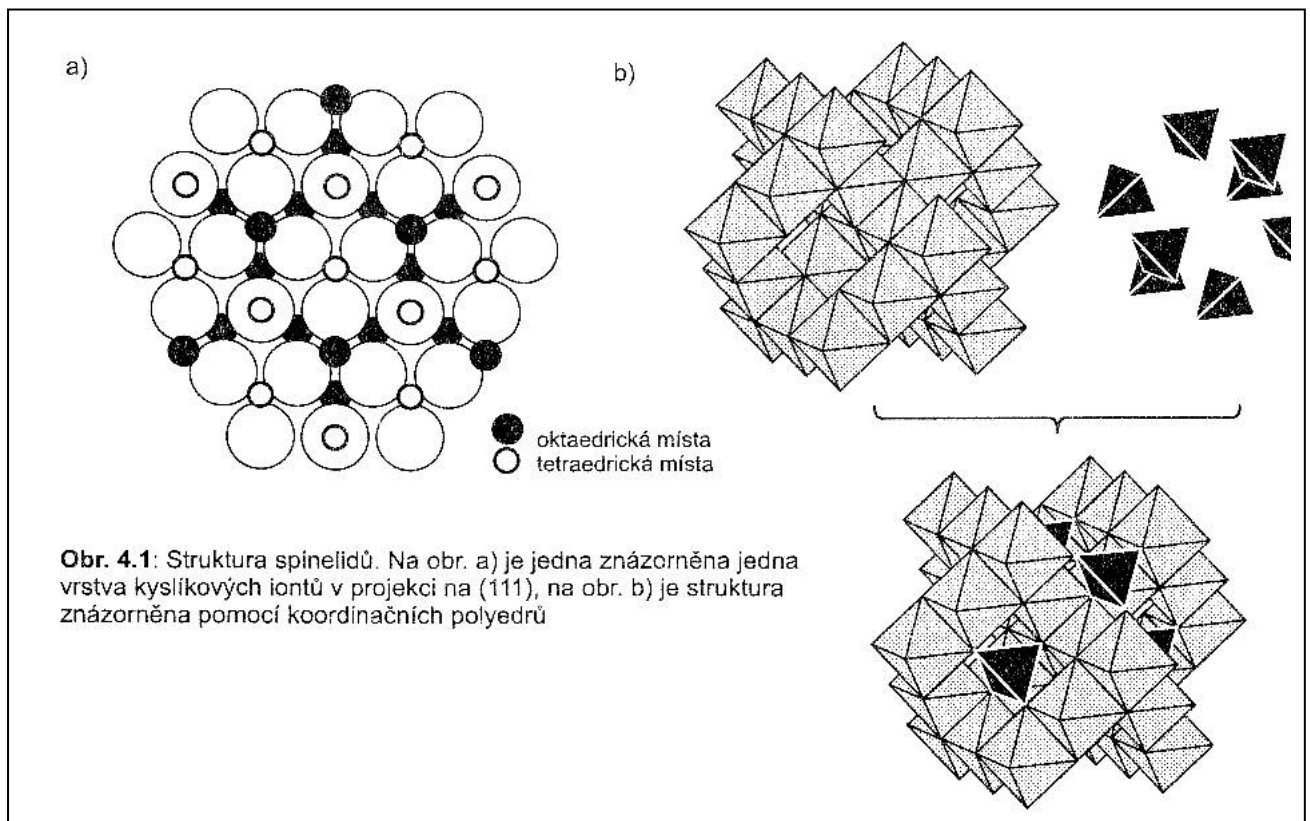 a)
b)
oktaedrická místa
tetraedrická místa
Obr. 4.1: Struktura spinelidů. Na obr. a) je jedna znázorněna jedna
vrstva kyslíkových iontů v projekci na (111), na obr. b) je struktura
znázorněna pomocí koordinačních polyedrů